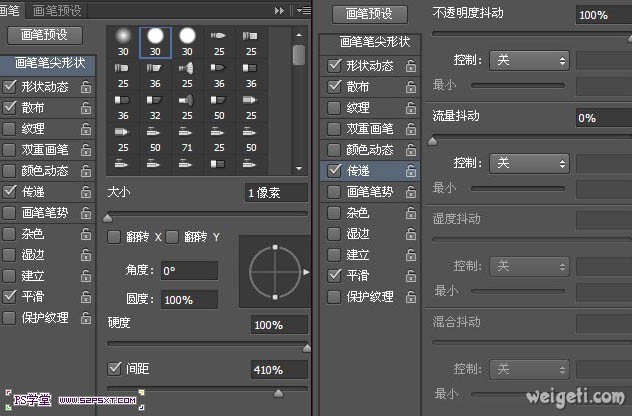 画笔 画笔预设
画笔预设
画笔笔尖形状
形状动态
散布
纹理
双重画笔
颜色动态
传递
画笔笔势
杂色
湿边
建立
平滑
保护纹理
30 30 30 25 25
25 25 25 36 36
36 32 25 50 25
25 50 71 25 25
50 50 50 50 36
大小 1 像素
翻转 X 翻转 Y
角度: 0°
圆度: 100%
硬度 100%
间距 410%
PS学堂 www.52psxt.com
画笔预设
画笔笔尖形状
形状动态
散布
纹理
双重画笔
颜色动态
传递
画笔笔势
杂色
湿边
建立
平滑
保护纹理
不透明度抖动 100%
控制: 关
最小
流量抖动 0%
控制: 关
最小
湿度抖动
控制: 关
最小
混合抖动
控制: 关
最小
weigeti.com